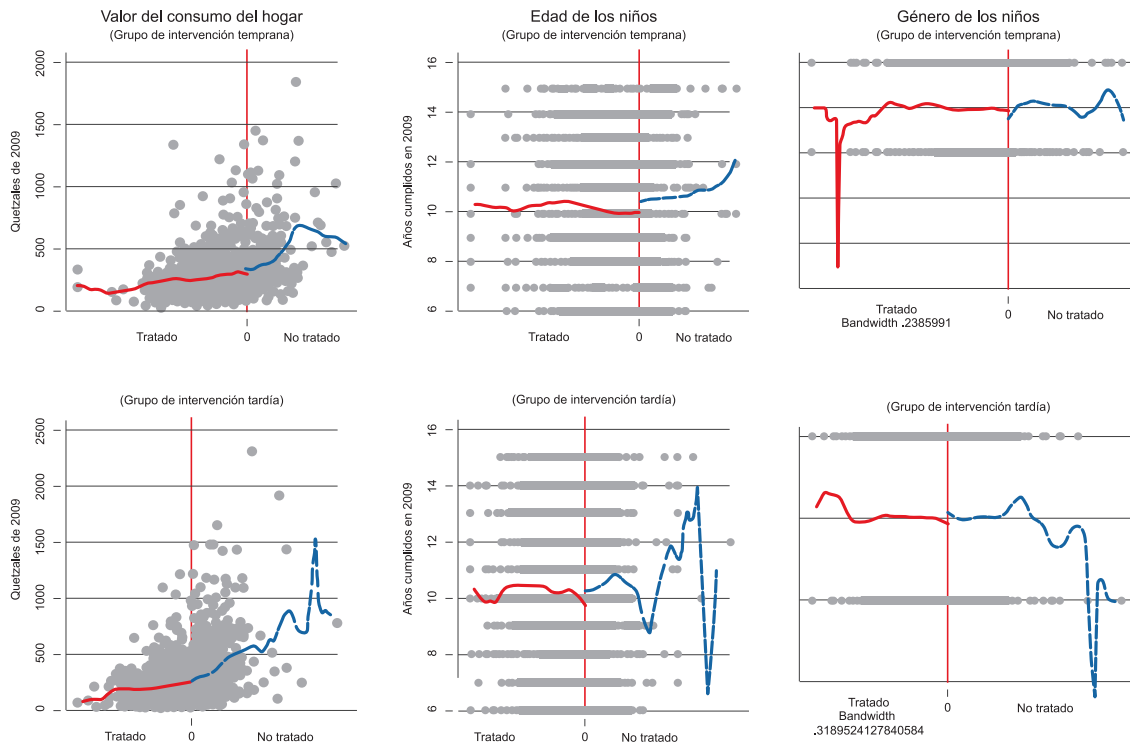 Valor del consumo del hogar
(Grupo de intervención temprana)
Quetzales de 2009
2000
1500
1000
500
0
Tratado
0
No tratado
Edad de los niños
(Grupo de intervención temprana)
Años cumplidos en 2009
16
14
12
10
8
6
Tratado
0
No tratado
Género de los niños
(Grupo de intervención temprana)
Tratado
Bandwidth .2385991
0
No tratado
(Grupo de intervención tardía)
Quetzales de 2009
2500
2000
1500
1000
500
0
Tratado
0
No tratado
(Grupo de intervención tardía)
Años cumplidos en 2009
16
14
12
10
8
6
Tratado
0
No tratado
(Grupo de intervención tardía)
Tratado
Bandwidth
.3189524127840584
0
No tratado